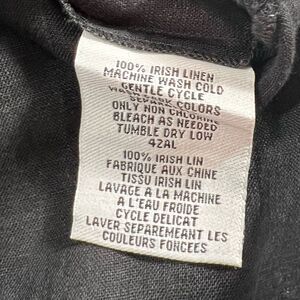 100% IRISH LINEN
MACHINE WASH COLD
GENTLE CYCLE
COLORS
ONLY NON CHLORINE
BLEACH AS NEEDED
TUMBLE DRY LOW
42AL
100% IRISH LIN
FABRIQUE AUX CHINE
TISSU IRISH LIN
LAVAGE A LA MACHINE
A L'EAU FROIDE
CYCLE DELICAT
LAVER SEPAREMEANT LES
COULEURS FONCEES